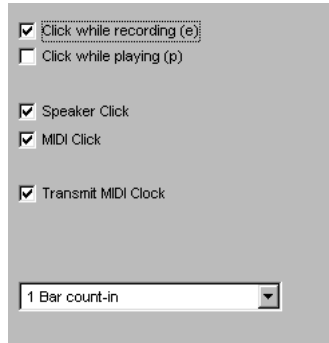 Click while recording (e)
Click while playing (p)
Speaker Click
MIDI Click
Transmit MIDI Clock
1 Bar count-in